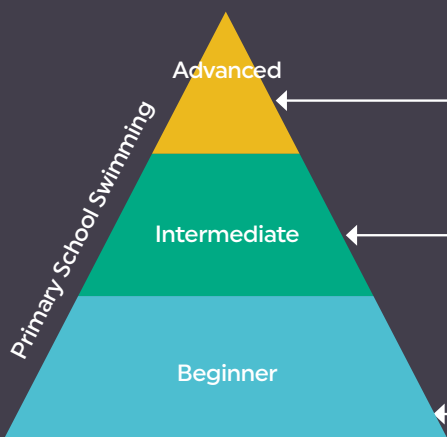 Advanced
Primary School Swimming
Intermediate
Beginner